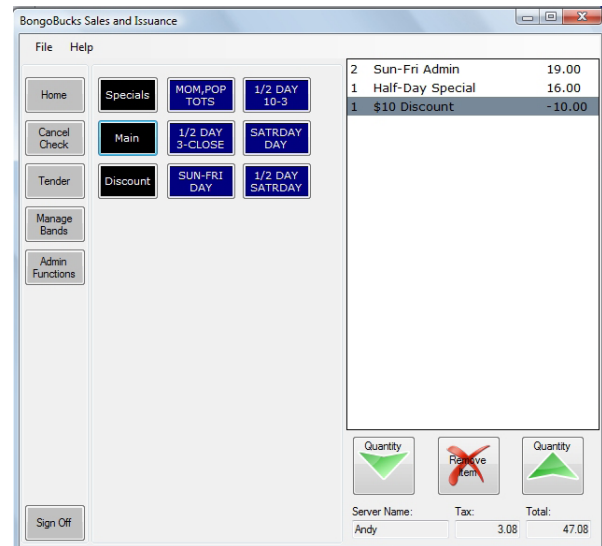 BongoBucks Sales and Issuance
File Help
Home
Cancel
Check
Tender
Manage
Bands
Admin
Functions
Sign Off
Specials
MOM,POP
TOTS
1/2 DAY
10-3
Main
1/2 DAY
3-CLOSE
SATRDAY
DAY
Discount
SUN-FRI
DAY
1/2 DAY
SATRDAY
2 Sun-Fri Admin 19.00
1 Half-Day Special 16.00
1 $10 Discount -10.00
Quantity
Remove
Item
Quantity
Server Name: Tax: Total:
Andy 3.08 47.08